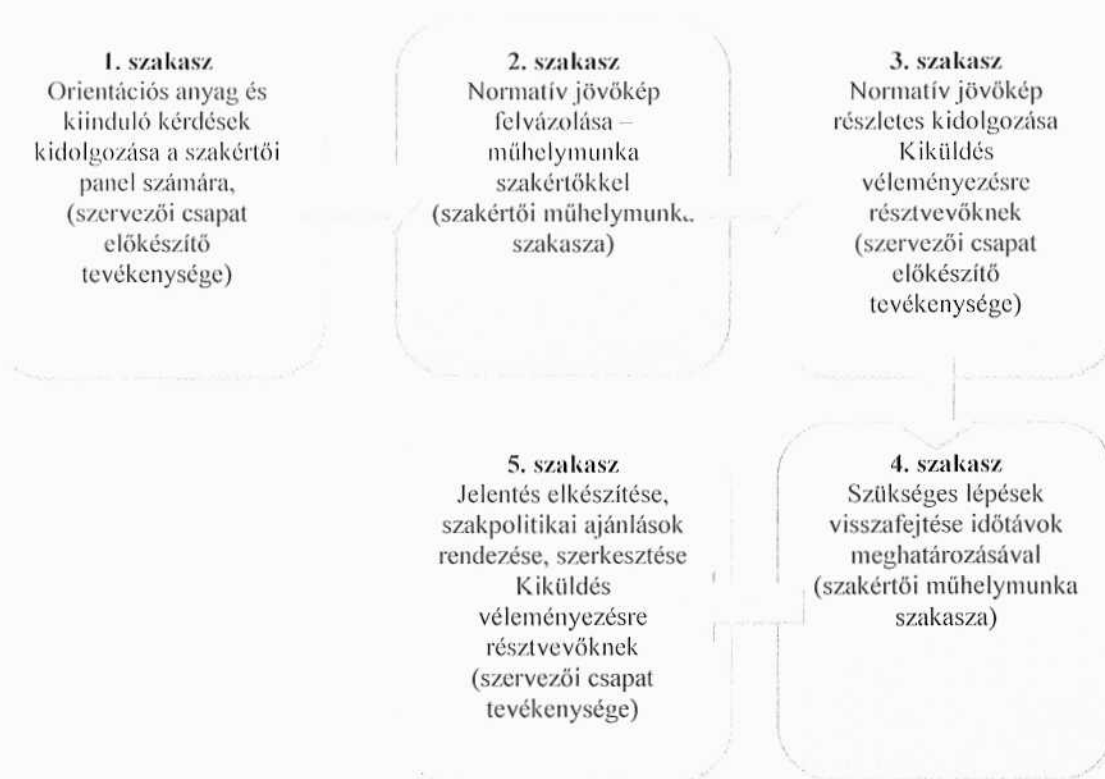 1. szakasz
Orientációs anyag és
kiinduló kérdések
kidolgozása a szakértői
panel számára,
(szervezői csapat
előkészítő
tevékenysége)
2. szakasz
Normatív jövőkép
felvázolása –
műhelymunka
szakértőkkel
(szakértői műhelymunka
szakasza)
3. szakasz
Normatív jövőkép
részletes kidolgozása
Kiküldés
véleményezésre
résztvevőknek
(szervezői csapat
előkészítő
tevékenysége)
4. szakasz
Szükséges lépések
visszafejtése időtávok
meghatározásával
(szakértői műhelymunka
szakasza)
5. szakasz
Jelentés elkészítése,
szakpolitikai ajánlások
rendezése, szerkesztése
Kiküldés
véleményezésre
résztvevőknek
(szervezői csapat
tevékenysége)